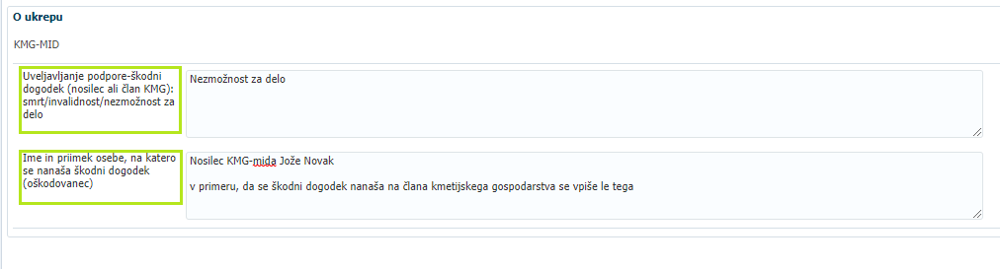 O ukrepu
KMG-MID
Uveljavljanje podpore-škodni
dogodek (nosilec ali član KMG):
smrt/invalidnost/nezmožnost za
delo
Nezmožnost za delo
Ime in priimek osebe, na katero
se nanaša škodni dogodek
(oškodovanec)
Nosilec KMG-mida Jože Novak
v primeru, da se škodni dogodek nanaša na člana kmetijskega gospodarstva se vpiše le tega